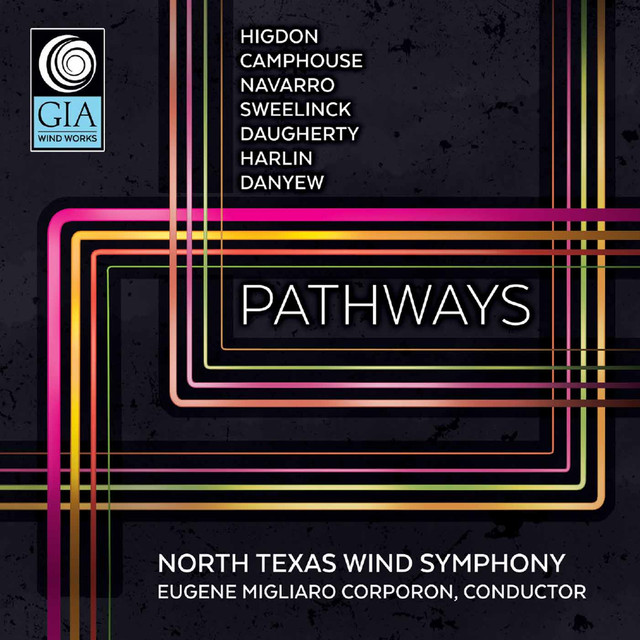 GIA
WIND WORKS
HIGDON
CAMPHOUSE
NAVARRO
SWEELINCK
DAUGHERTY
HARLIN
DANYEW
PATHWAYS
NORTH TEXAS WIND SYMPHONY
EUGENE MIGLIARO CORPORON, CONDUCTOR